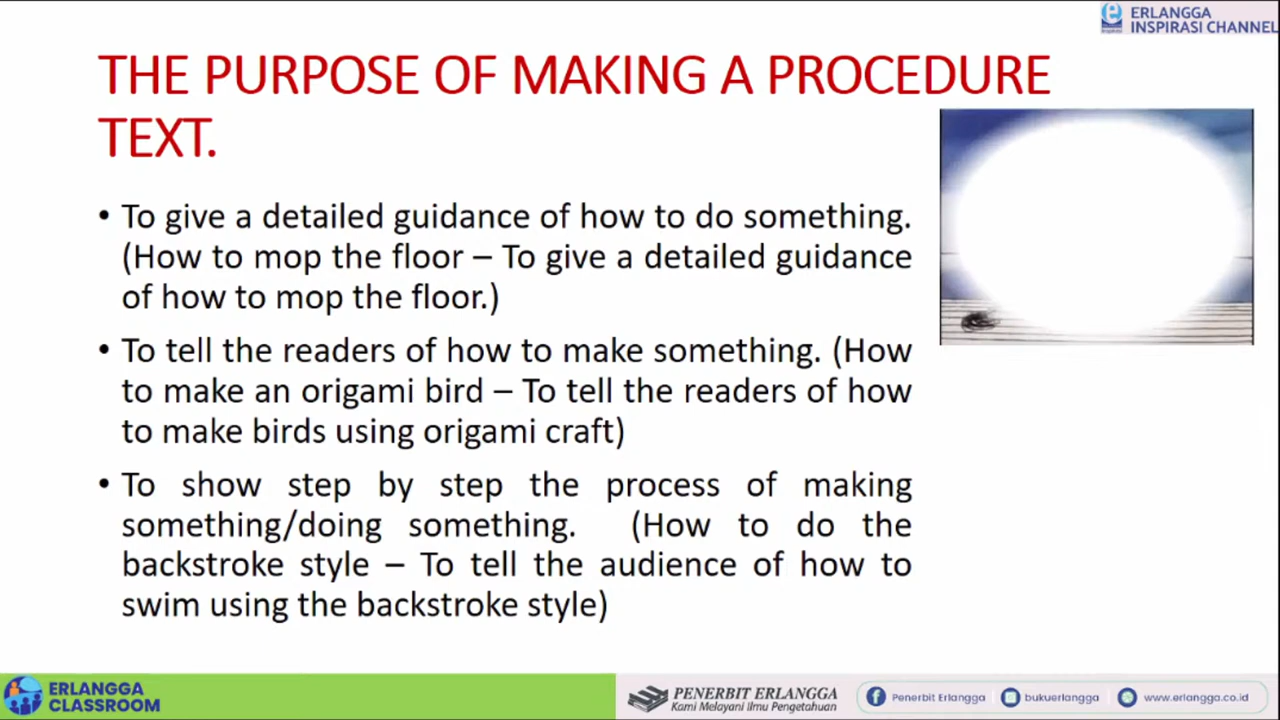 ERLANGGA
INSPIRASI CHANNEL
THE PURPOSE OF MAKING A PROCEDURE
TEXT.
• To give a detailed guidance of how to do something.
(How to mop the floor – To give a detailed guidance
of how to mop the floor.)
• To tell the readers of how to make something. (How
to make an origami bird – To tell the readers of how
to make birds using origami craft)
• To show step by step the process of making
something/doing something. (How to do the
backstroke style – To tell the audience of how to
swim using the backstroke style)
ERLANGGA
CLASSROOM
PENERBIT ERLANGGA
Kami Melayani Ilmu Pengetahuan
Penerbit Erlangga
bukuerlangga
www.erlangga.co.id